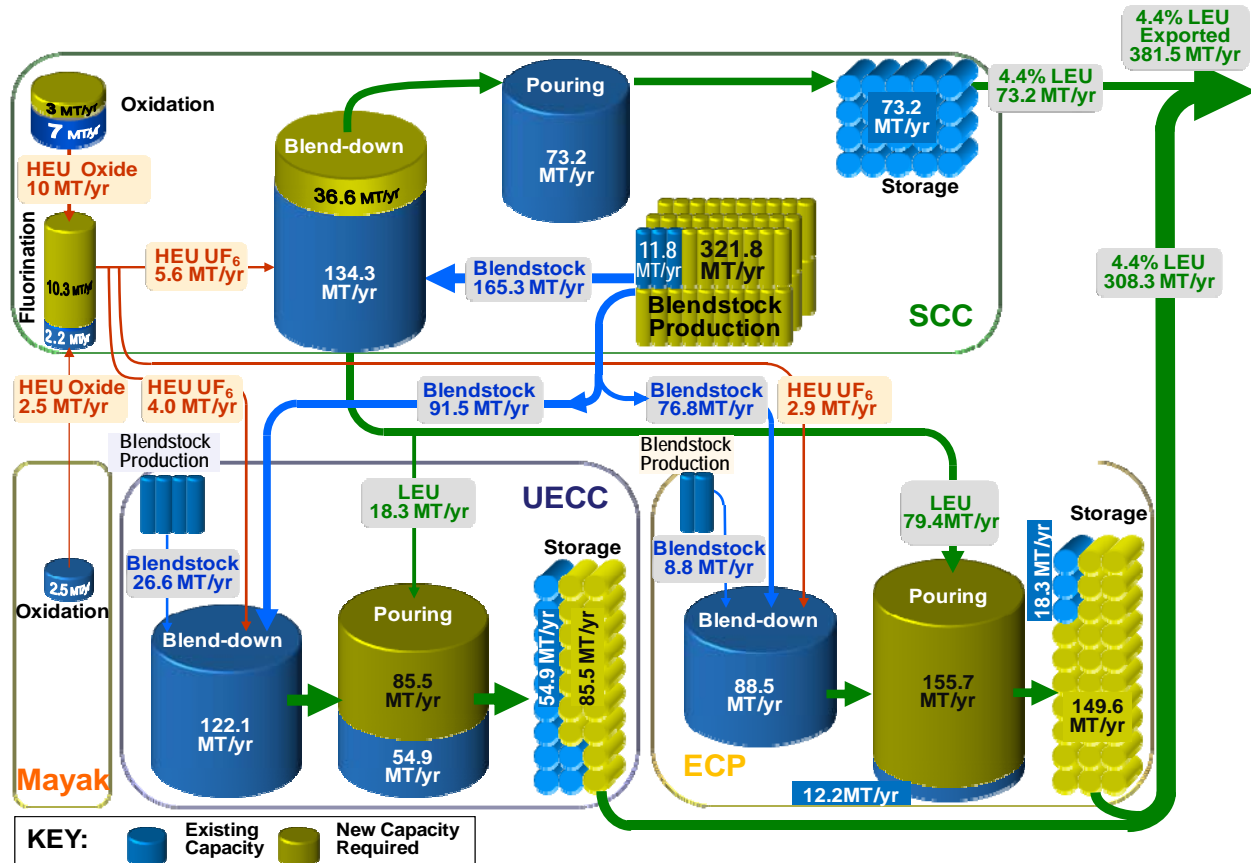 4.4% LEU
Exported
381.5 MT/yr
3 MT/yr
7 MT/yr
Oxidation
Pouring
73.2
MT/yr
73.2
MT/yr
Storage
4.4% LEU
73.2 MT/yr
HEU Oxide
10 MT/yr
Blend-down
36.6 MT/yr
134.3
MT/yr
Fluorination
10.3 MT/yr
2.2 MT/yr
HEU UF6
5.6 MT/yr
Blendstock
165.3 MT/yr
11.8
MT/yr
321.8
MT/yr
Blendstock
Production
SCC
4.4% LEU
308.3 MT/yr
HEU Oxide
2.5 MT/yr
HEU UF6
4.0 MT/yr
Blendstock
91.5 MT/yr
Blendstock
76.8MT/yr
HEU UF6
2.9 MT/yr
Blendstock
Production
LEU
18.3 MT/yr
UECC
Blendstock
Production
LEU
79.4MT/yr
Storage
18.3 MT/yr
Blendstock
26.6 MT/yr
Storage
Blendstock
8.8 MT/yr
2.5 MT/yr
Oxidation
Blend-down
122.1
MT/yr
Pouring
85.5
MT/yr
54.9
MT/yr
54.9 MT/yr
85.5 MT/yr
Blend-down
88.5
MT/yr
Pouring
155.7
MT/yr
12.2MT/yr
149.6
MT/yr
Mayak
ECP
KEY:
Existing
Capacity
New Capacity
Required